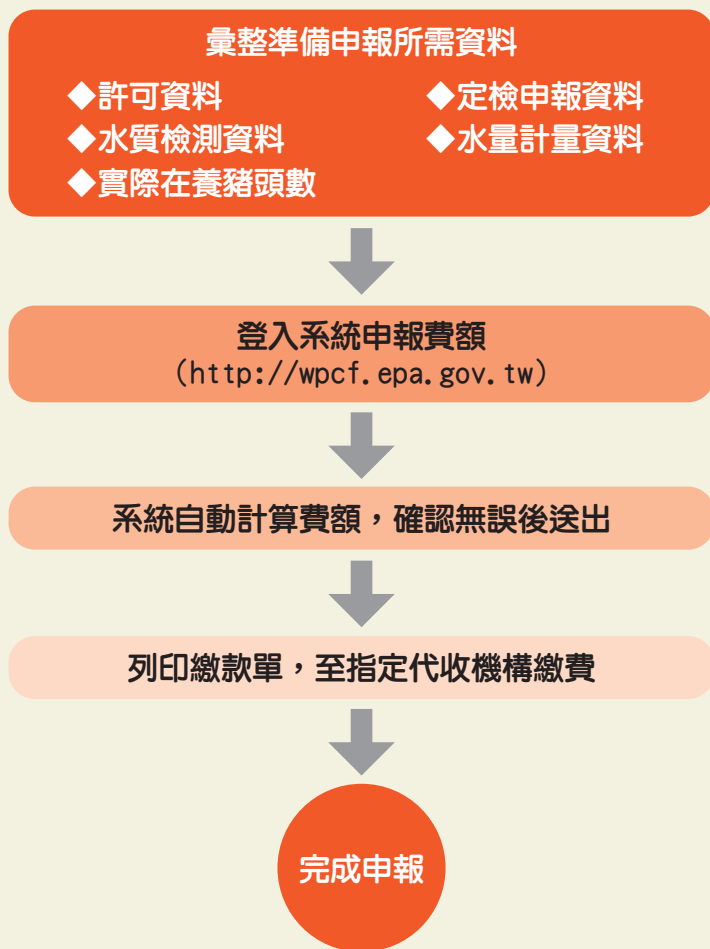 彙整準備申報所需資料
◆許可資料 ◆定檢申報資料
◆水質檢測資料 ◆水量計量資料
◆實際在養豬頭數
登入系統申報費額
(http://wpcf.epa.gov.tw)
系統自動計算費額，確認無誤後送出
列印繳款單，至指定代收機構繳費
完成申報